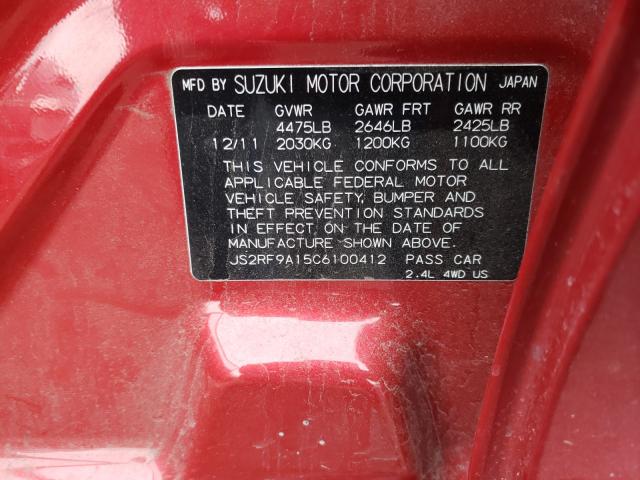 MFD BY SUZUKI MOTOR CORPORATION JAPAN
DATE GVWR GAWR FRT GAWR RR
4475LB 2646LB 2425LB
12/11 2030KG 1200KG 1100KG
THIS VEHICLE CONFORMS TO ALL
APPLICABLE FEDERAL MOTOR
VEHICLE SAFETY, BUMPER AND
THEFT PREVENTION STANDARDS
IN EFFECT ON THE DATE OF
MANUFACTURE SHOWN ABOVE.
JS2RF9A15C6100412 PASS CAR
2.4L 4WD US